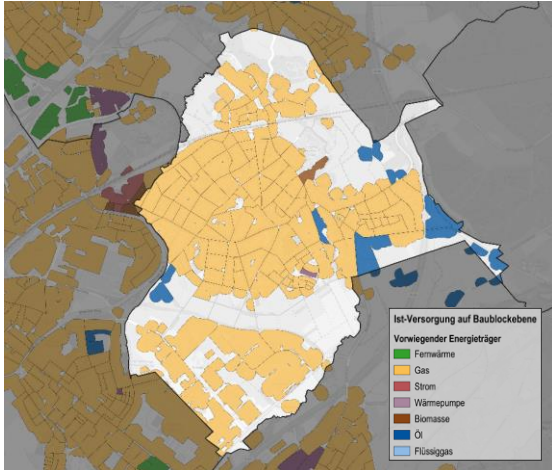 Ist-Versorgung auf Baublockebene
Vorwiegender Energieträger
Fernwärme
Gas
Strom
Wärmepumpe
Biomasse
Öl
Flüssiggas